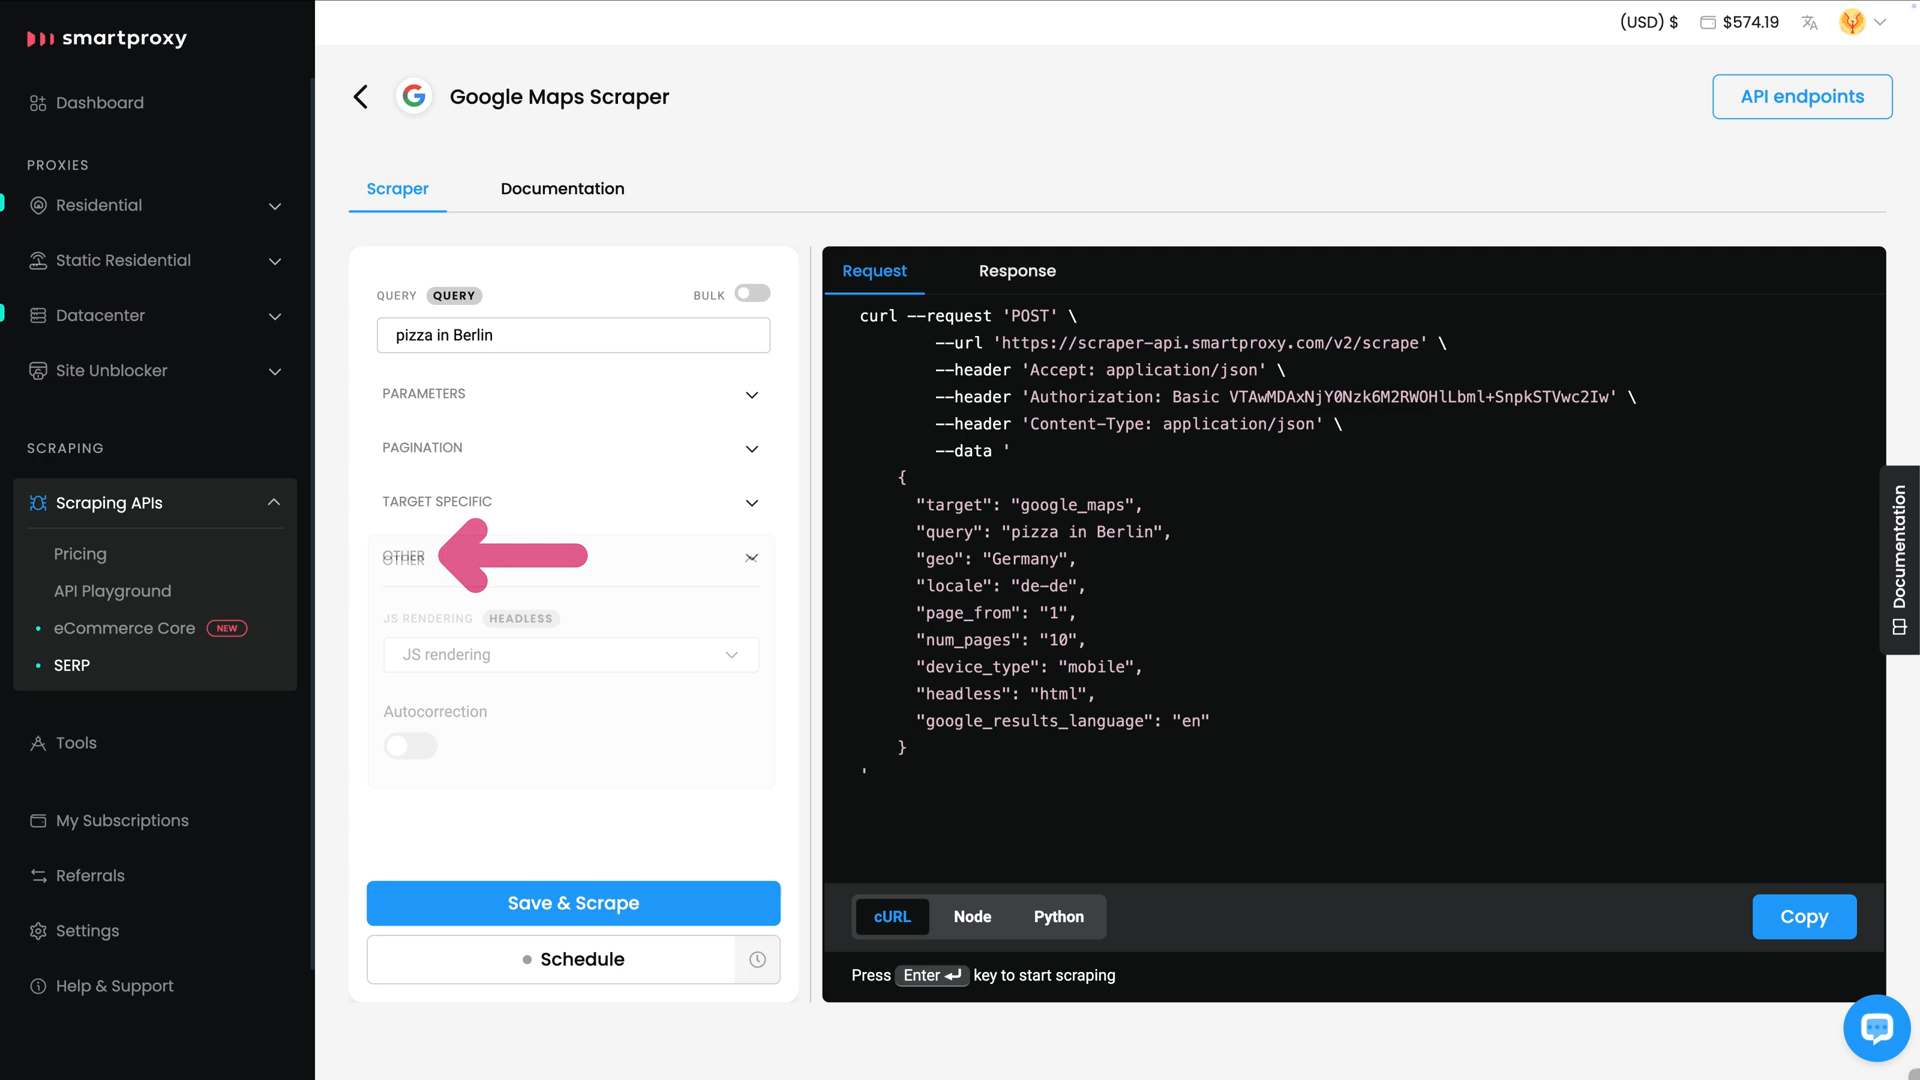 smartproxy
(USD) $
$574.19
Dashboard
PROXIES
Residential
Static Residential
Datacenter
Site Unblocker
SCRAPING
Scraping APIs
Pricing
API Playground
eCommerce Core NEW
SERP
Tools
My Subscriptions
Referrals
Settings
Help & Support
Google Maps Scraper
API endpoints
Scraper
Documentation
QUERY QUERY
BULK
pizza in Berlin
PARAMETERS
PAGINATION
TARGET SPECIFIC
OTHER
OTHER
JS RENDERING HEADLESS
JS rendering
Autocorrection
Save & Scrape
Schedule
Request
Response
curl --request 'POST' \
--url 'https://scraper-api.smartproxy.com/v2/scrape' \
--header 'Accept: application/json' \
--header 'Authorization: Basic VTAwMDAxNjY0Nzk6M2RWOHlLbml+SnpkSTVwc2Iw' \
--header 'Content-Type: application/json' \
--data '
{
"target": "google_maps",
"query": "pizza in Berlin",
"geo": "Germany",
"locale": "de-de",
"page_from": "1",
"num_pages": "10",
"device_type": "mobile",
"headless": "html",
"google_results_language": "en"
}
'
cURL
Node
Python
Copy
Press Enter key to start scraping
Documentation